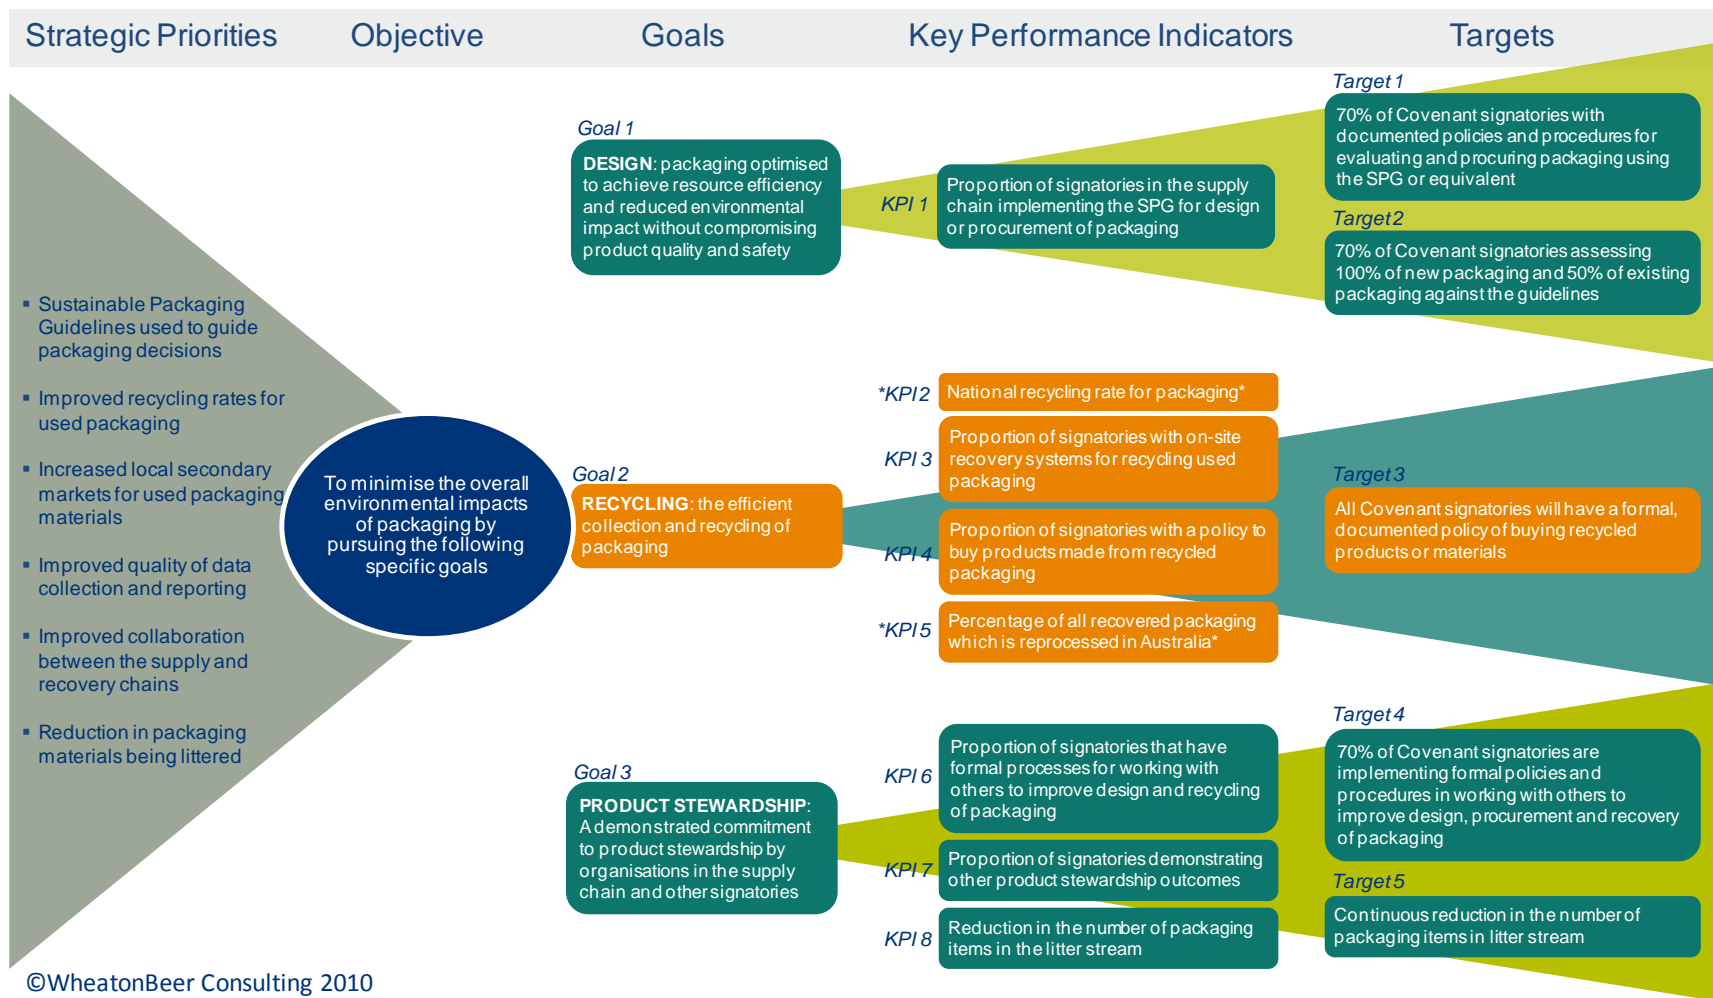 Strategic Priorities
Objective
Goals
Key Performance Indicators
Targets
▪ Sustainable Packaging
Guidelines used to guide
packaging decisions
▪ Improved recycling rates for
used packaging
▪ Increased local secondary
markets for used packaging
materials
▪ Improved quality of data
collection and reporting
▪ Improved collaboration
between the supply and
recovery chains
▪ Reduction in packaging
materials being littered
To minimise the overall
environmental impacts
of packaging by
pursuing the following
specific goals
Goal 1
DESIGN: packaging optimised
to achieve resource efficiency
and reduced environmental
impact without compromising
product quality and safety
KPI 1
Proportion of signatories in the supply
chain implementing the SPG for design
or procurement of packaging
Target 1
70% of Covenant signatories with
documented policies and procedures for
evaluating and procuring packaging using
the SPG or equivalent
Target 2
70% of Covenant signatories assessing
100% of new packaging and 50% of existing
packaging against the guidelines
Goal 2
RECYCLING: the efficient
collection and recycling of
packaging
*KPI 2
National recycling rate for packaging*
KPI 3
Proportion of signatories with on-site
recovery systems for recycling used
packaging
KPI 4
Proportion of signatories with a policy to
buy products made from recycled
packaging
*KPI 5
Percentage of all recovered packaging
which is reprocessed in Australia*
Target 3
All Covenant signatories will have a formal,
documented policy of buying recycled
products or materials
Goal 3
PRODUCT STEWARDSHIP:
A demonstrated commitment
to product stewardship by
organisations in the supply
chain and other signatories
KPI 6
Proportion of signatories that have
formal processes for working with
others to improve design and recycling
of packaging
KPI 7
Proportion of signatories demonstrating
other product stewardship outcomes
KPI 8
Reduction in the number of packaging
items in the litter stream
Target 4
70% of Covenant signatories are
implementing formal policies and
procedures in working with others to
improve design, procurement and recovery
of packaging
Target 5
Continuous reduction in the number of
packaging items in litter stream
©WheatonBeer Consulting 2010